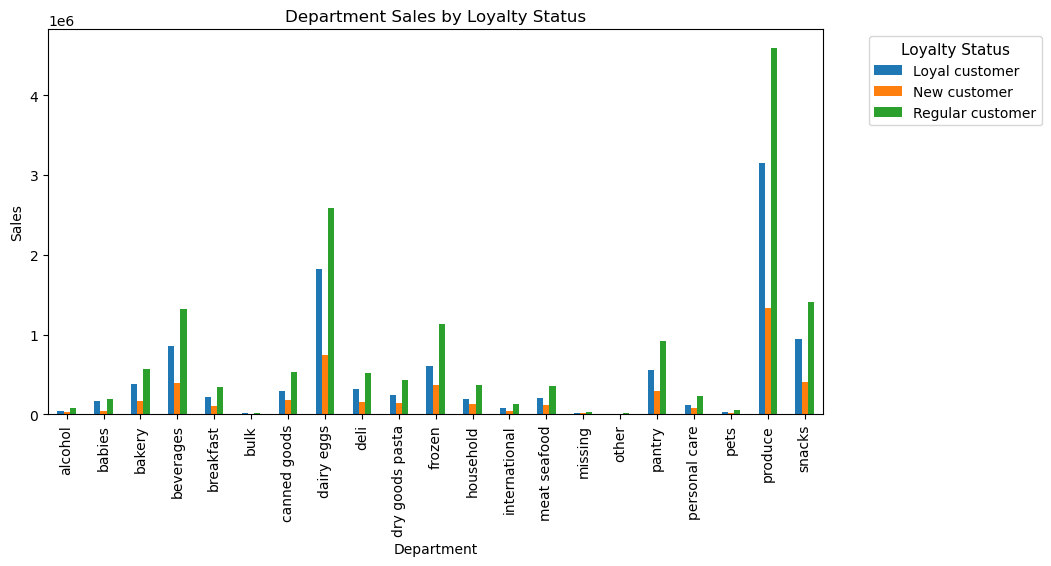 Department Sales by Loyalty Status
1e6
Loyalty Status
Loyal customer
New customer
Regular customer
4
3
2
1
0
Sales
alcohol
babies
bakery
beverages
breakfast
bulk
canned goods
dairy eggs
deli
dry goods pasta
frozen
household
international
meat seafood
missing
other
pantry
personal care
pets
produce
snacks
Department